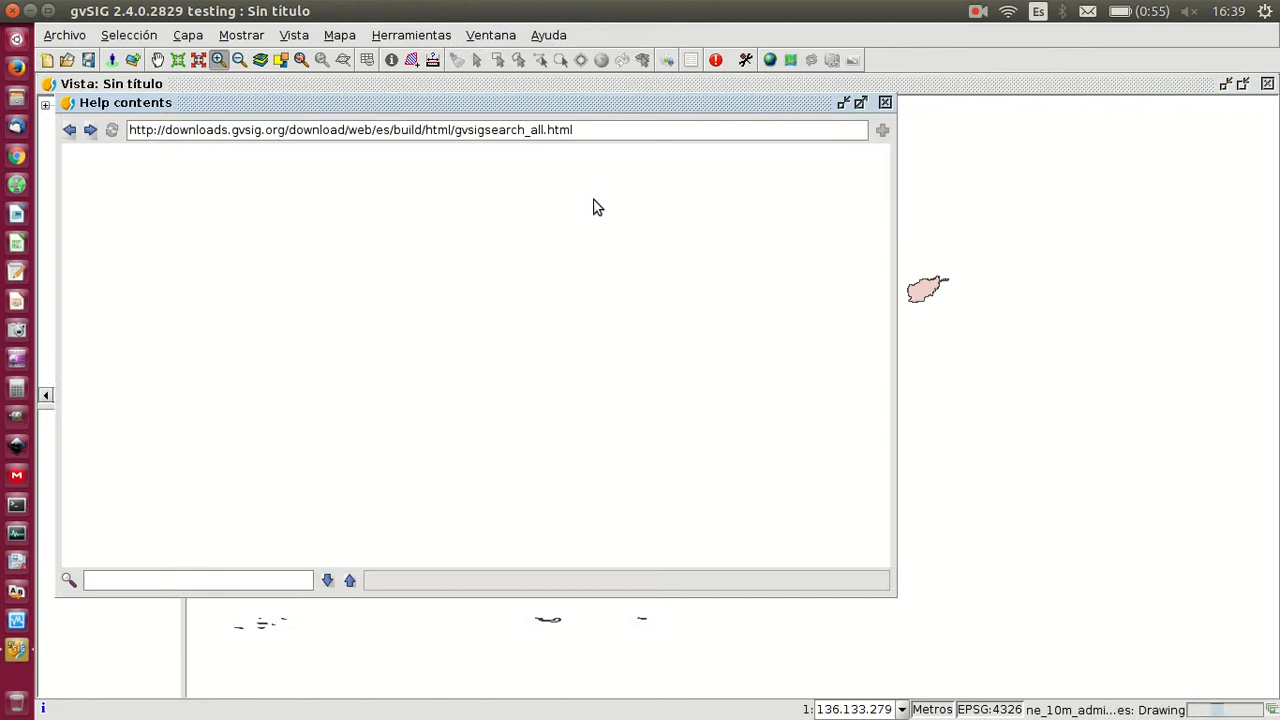 gvSIG 2.4.0.2829 testing : Sin título
Es
(0:55)
16:39
Archivo Selección Capa Mostrar Vista Mapa Herramientas Ventana Ayuda
Vista: Sin título
Help contents
http://downloads.gvsig.org/download/web/es/build/html/gvsigsearch_all.html
1: 136.133.279 Metros EPSG:4326 ne_10m_admi...es: Drawing